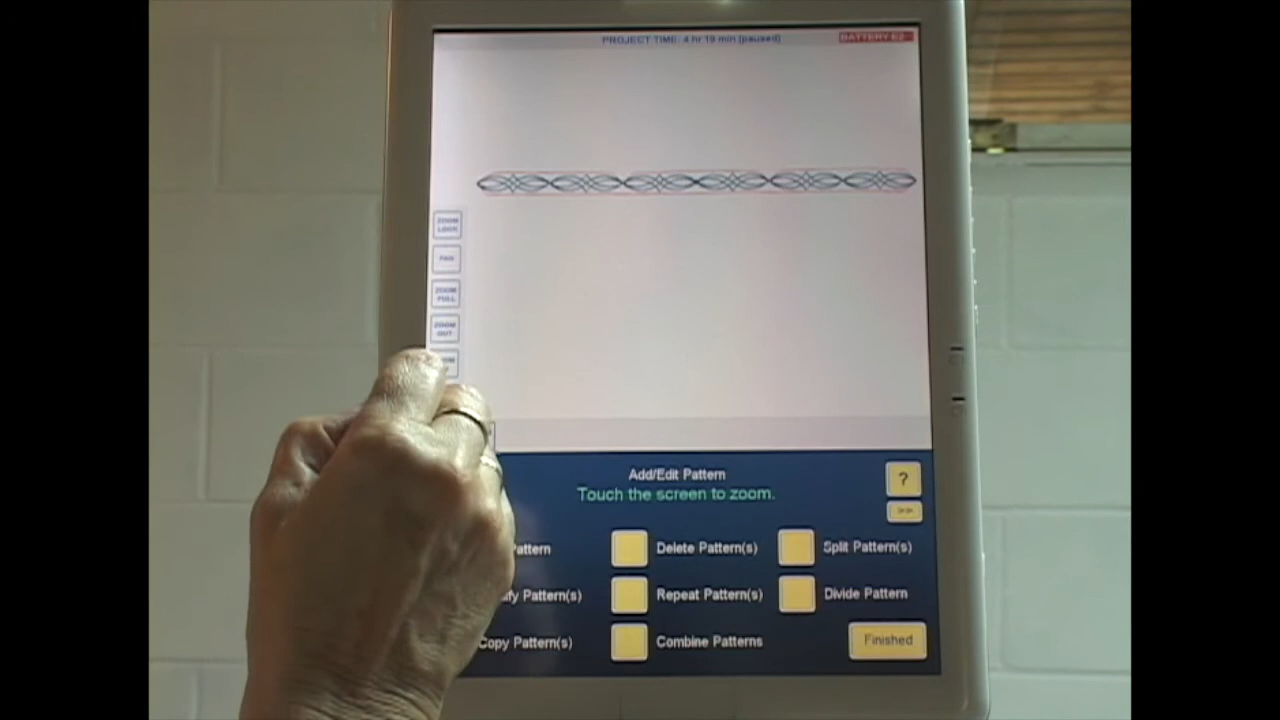 PROJECT TIME: 4 hr 19 min (paused)
ZOOM
LOCK
PAN
ZOOM
FULL
ZOOM
OUT
Add/Edit Pattern
?
Touch the screen to zoom.
Delete Pattern(s)
Split Pattern(s)
Pattern(s)
Repeat Pattern(s)
Divide Pattern
Copy Pattern(s)
Combine Patterns
Finished